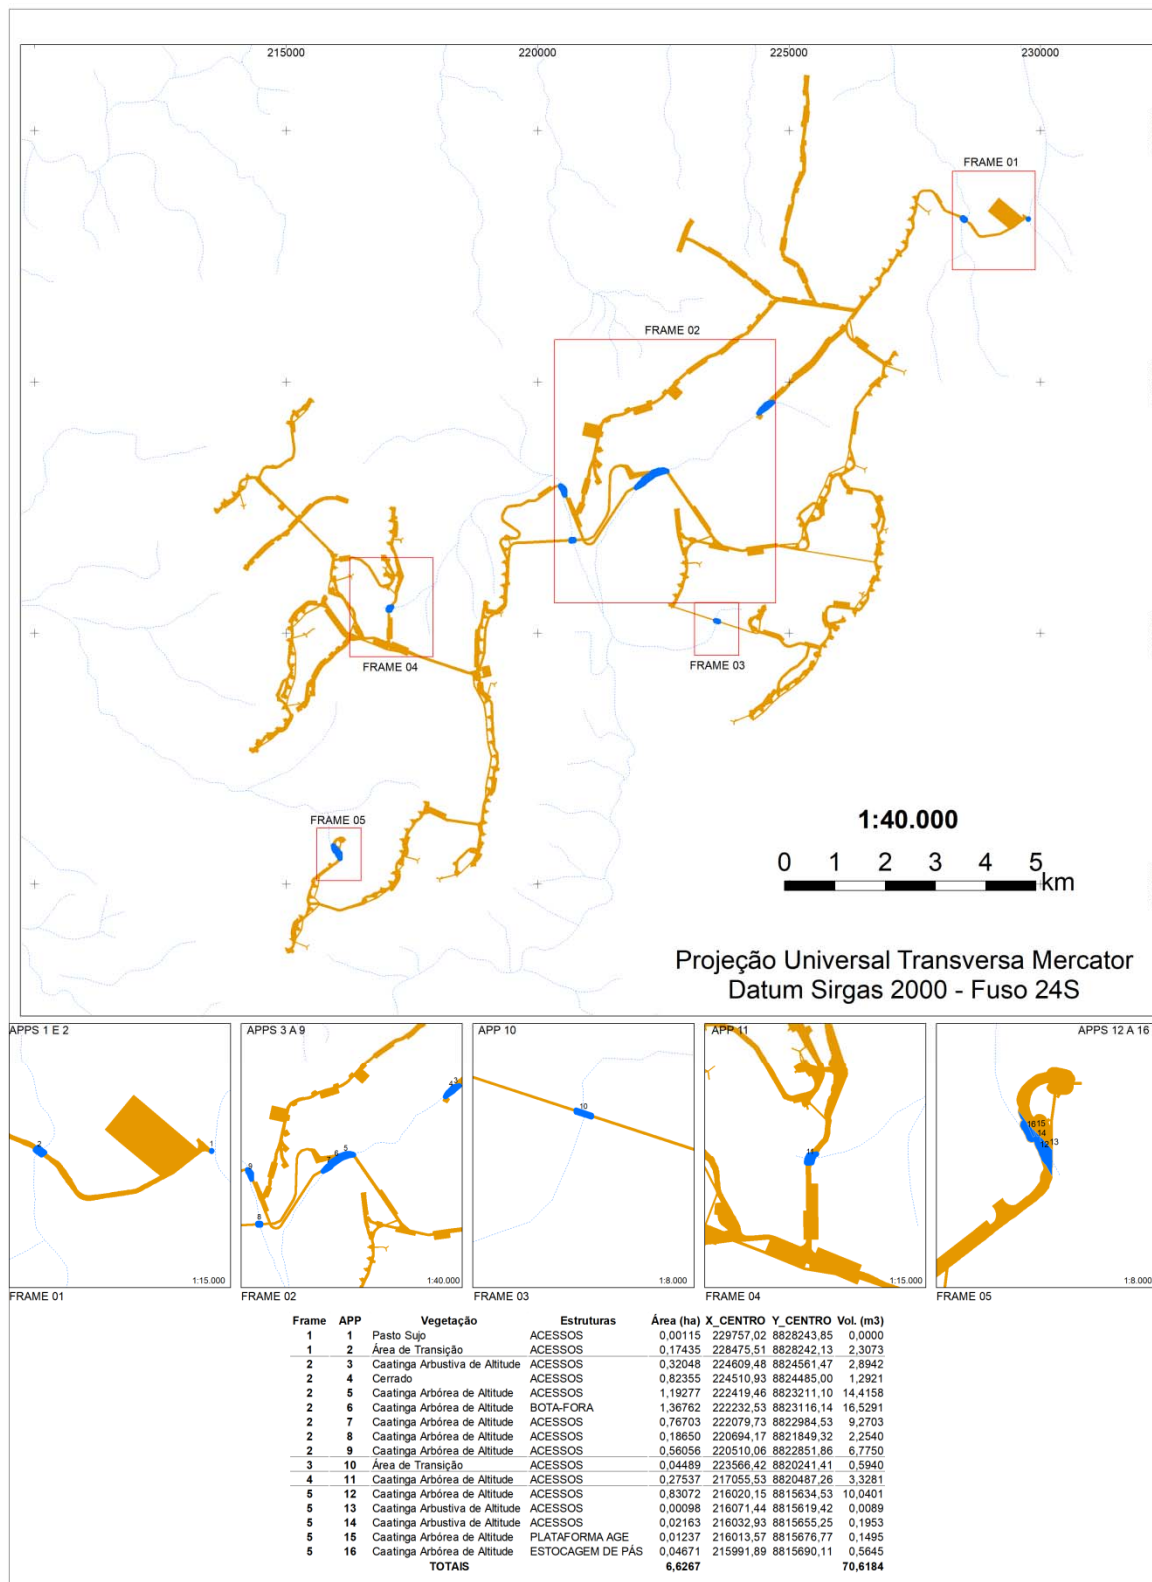 215000 220000 225000 230000
FRAME 01
FRAME 02
FRAME 03
FRAME 04
FRAME 05
1:40.000
0 1 2 3 4 5
km
Projeção Universal Transversa Mercator
Datum Sirgas 2000 - Fuso 24S
APPS 1 E 2
2
1
1:15.000
FRAME 01
APPS 3 A 9
3
4
5
6
7
9
8
1:40.000
FRAME 02
APP 10
10
1:8.000
FRAME 03
APP 11
11
1:15.000
FRAME 04
APPS 12 A 16
16 15
14
12 13
1:8.000
FRAME 05
Frame APP Vegetação Estruturas Área (ha) X_CENTRO Y_CENTRO Vol. (m3)
1 1 Pasto Sujo ACESSOS 0,00115 229757,02 8828243,85 0,0000
1 2 Área de Transição ACESSOS 0,17435 228475,51 8828242,13 2,3073
2 3 Caatinga Arbustiva de Altitude ACESSOS 0,32048 224609,48 8824561,47 2,8942
2 4 Cerrado ACESSOS 0,82355 224510,93 8824485,00 1,2921
2 5 Caatinga Arbórea de Altitude ACESSOS 1,19277 222419,46 8823211,10 14,4158
2 6 Caatinga Arbórea de Altitude BOTA-FORA 1,36762 222232,53 8823116,14 16,5291
2 7 Caatinga Arbórea de Altitude ACESSOS 0,76703 222079,73 8822984,53 9,2703
2 8 Caatinga Arbórea de Altitude ACESSOS 0,18650 220694,17 8821849,32 2,2540
2 9 Caatinga Arbórea de Altitude ACESSOS 0,56056 220510,06 8822851,86 6,7750
3 10 Área de Transição ACESSOS 0,04489 223566,42 8820241,41 0,5940
4 11 Caatinga Arbórea de Altitude ACESSOS 0,27537 217055,53 8820487,26 3,3281
5 12 Caatinga Arbórea de Altitude ACESSOS 0,83072 216020,15 8815634,53 10,0401
5 13 Caatinga Arbustiva de Altitude ACESSOS 0,00098 216071,44 8815619,42 0,0089
5 14 Caatinga Arbustiva de Altitude ACESSOS 0,02163 216032,93 8815655,25 0,1953
5 15 Caatinga Arbórea de Altitude PLATAFORMA AGE 0,01237 216013,57 8815676,77 0,1495
5 16 Caatinga Arbórea de Altitude ESTOCAGEM DE PÁS 0,04671 215991,89 8815690,11 0,5645
TOTAIS 6,6267 70,6184